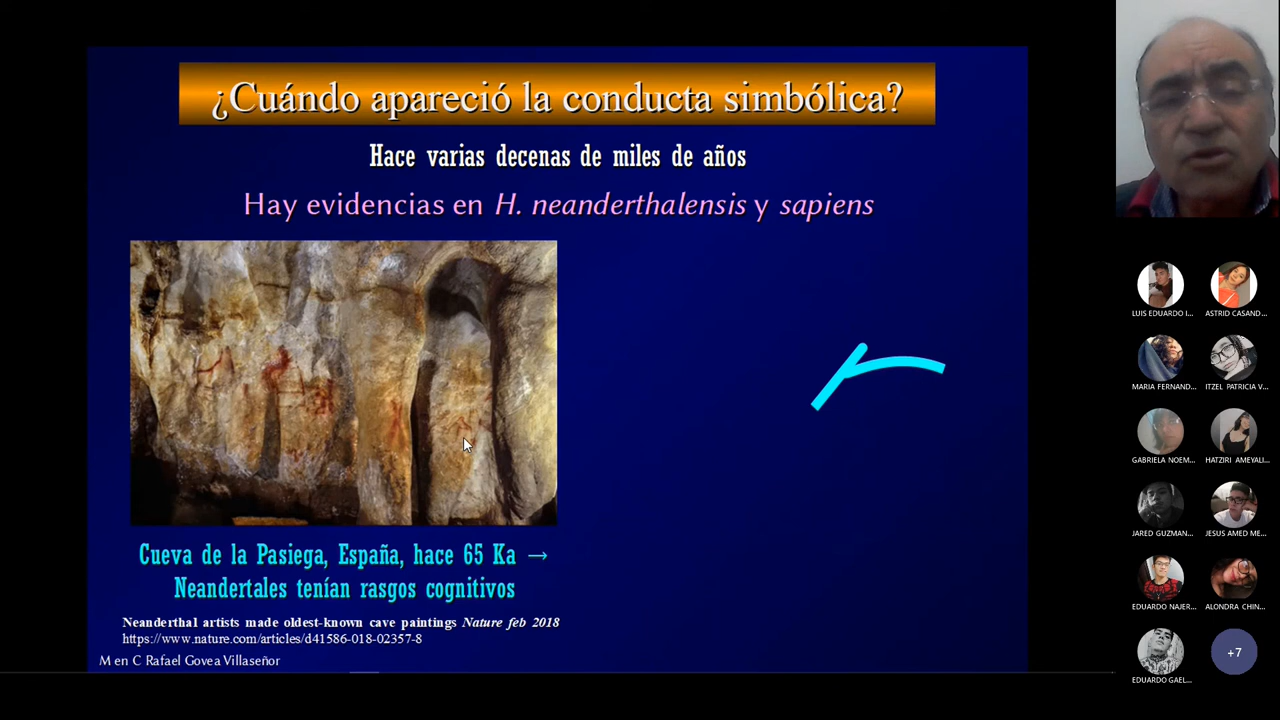 ¿Cuándo apareció la conducta simbólica?
Hace varias decenas de miles de años
Hay evidencias en H. neanderthalensis y sapiens
Cueva de la Pasiega, España, hace 65 Ka →
Neandertales tenían rasgos cognitivos
Neanderthal artists made oldest-known cave paintings Nature feb 2018
https://www.nature.com/articles/d41586-018-02357-8
M en C Rafael Govea Villaseñor
LUIS EDUARDO I...
ASTRID CASAND...
MARIA FERNAND...
ITZEL PATRICIA V...
GABRIELA NOEM...
HATZIRI AMEYALI...
JARED GUZMAN...
JESUS AMED ME...
EDUARDO NAJER...
ALONDRA CHIN...
EDUARDO GAEL...
+7